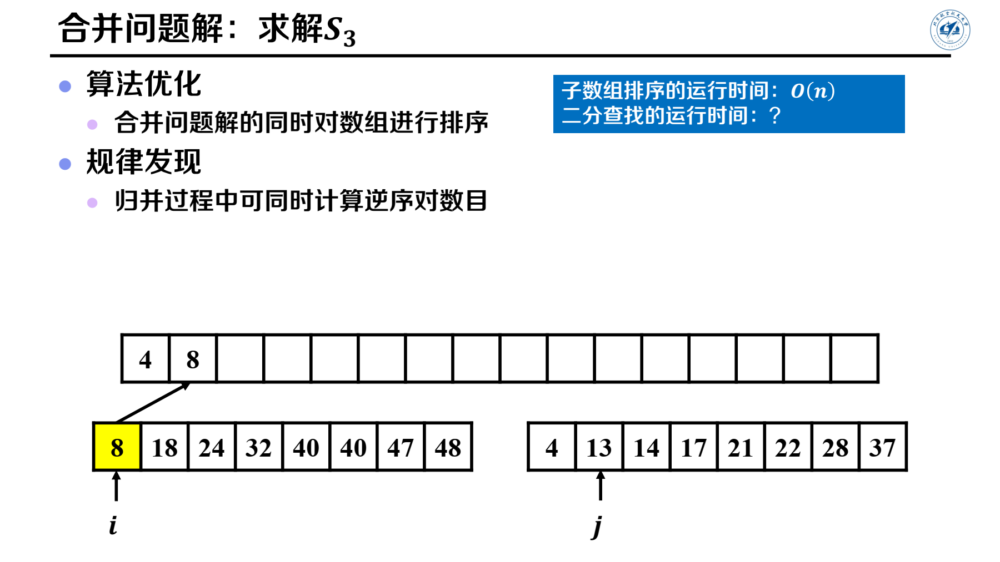 合并问题解：求解S3
算法优化
合并问题解的同时对数组进行排序
规律发现
归并过程中可同时计算逆序对数目
子数组排序的运行时间：O(n)
二分查找的运行时间：?
4 8
8 18 24 32 40 40 47 48
4 13 14 17 21 22 28 37
i
j